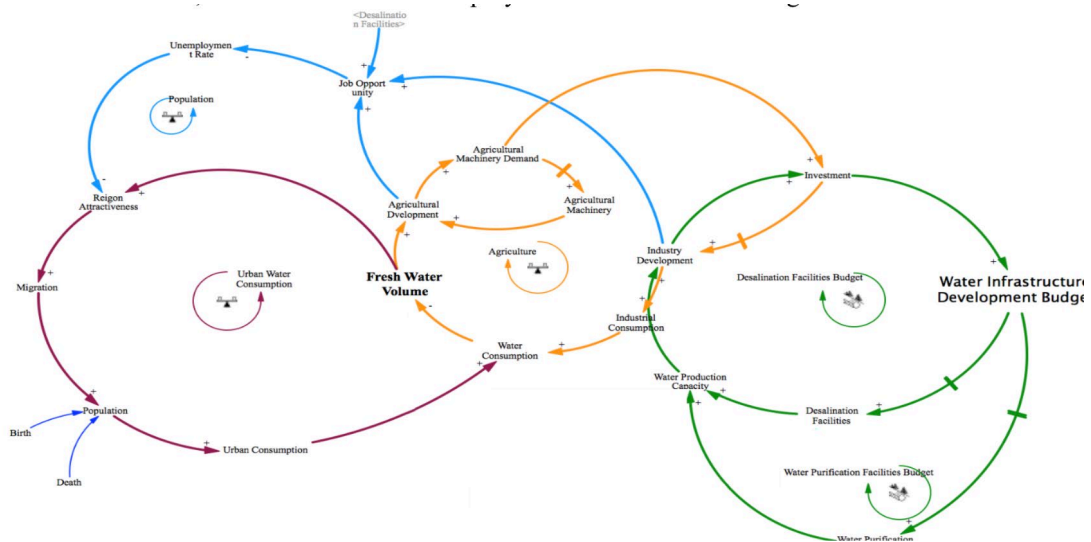 <Desalinatio
n Facilities>
Unemploymen
t Rate
-
+
+
Job Opport
unity
+
Population
Agricultural
Machinery Demand
+
+
Investment
+
+
-
Reigon
Attractiveness
+
Agricultural
Dvelopment
+
Agricultural
Machinery
+
+
Industry
Development
+
Agriculture
Fresh Water
Volume
Urban Water
Consumption
Desalination Facilities Budget
Water Infrastructure
Development Budge
+
Migration
+
-
Industrial
Consumption
+
+
Water
Consumption
+
+
Water Production
Capacity
+
+
Population
+
Birth
Desalination
Facilities
+
Urban Consumption
+
Death
Water Purification Facilities Budget
+
Water Purification